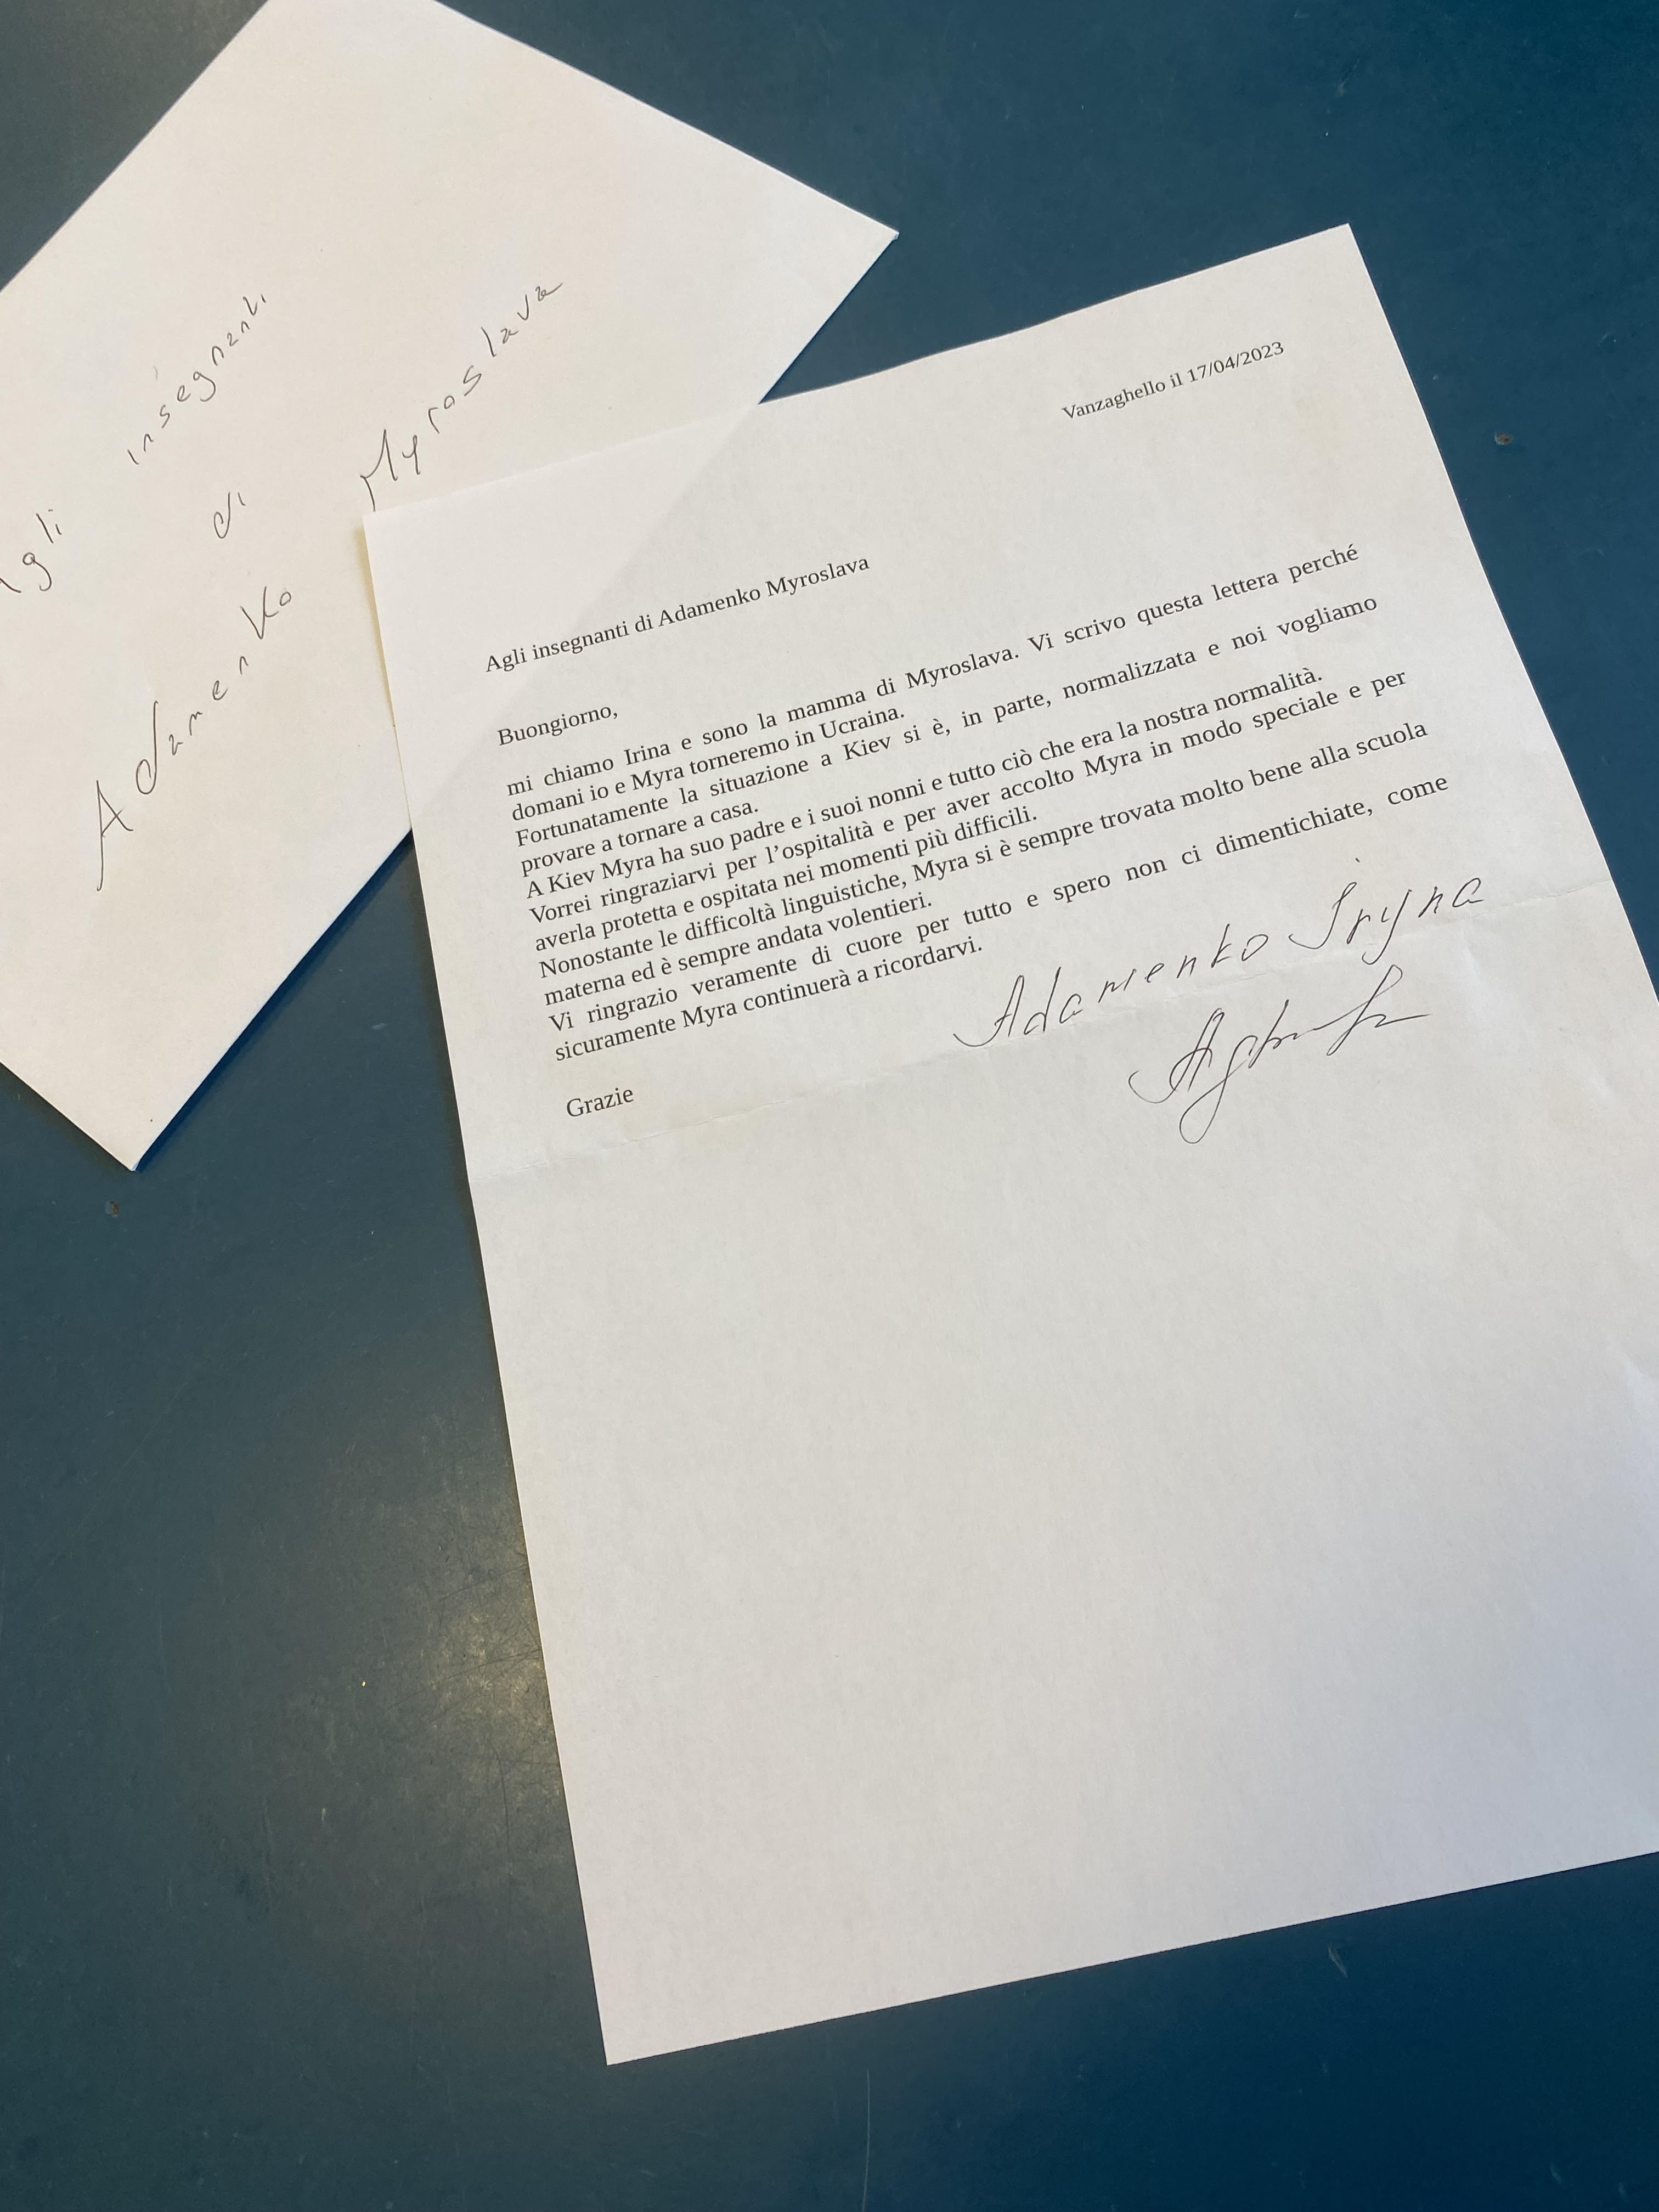 Agli insegnanti
di
Adamenko Myroslava
Vanzaghello il 17/04/2023
Agli insegnanti di Adamenko Myroslava
Buongiorno,
mi chiamo Irina e sono la mamma di Myroslava. Vi scrivo questa lettera perché
domani io e Myra torneremo in Ucraina.
Fortunatamente la situazione a Kiev si è, in parte, normalizzata e noi vogliamo
provare a tornare a casa.
A Kiev Myra ha suo padre e i suoi nonni e tutto ciò che era la nostra normalità.
Vorrei ringraziarvi per l’ospitalità e per aver accolto Myra in modo speciale e per
averla protetta e ospitata nei momenti più difficili.
Nonostante le difficoltà linguistiche, Myra si è sempre trovata molto bene alla scuola
materna ed è sempre andata volentieri.
Vi ringrazio veramente di cuore per tutto e spero non ci dimentichiate, come
sicuramente Myra continuerà a ricordarvi.
Grazie
Adamenko Iryna